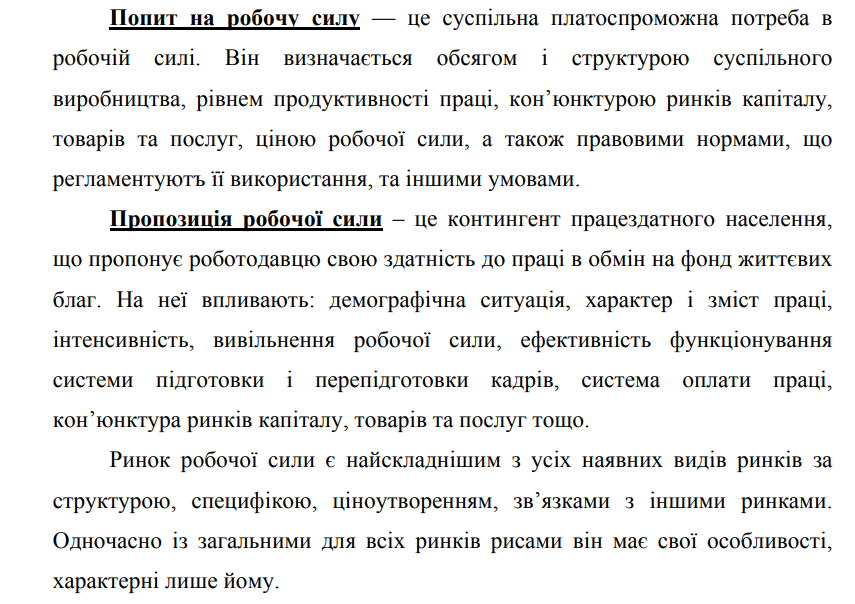 Попит на робочу силу — це суспільна платоспроможна потреба в
робочій силі. Він визначається обсягом і структурою суспільного
виробництва, рівнем продуктивності праці, кон’юнктурою ринків капіталу,
товарів та послуг, ціною робочої сили, а також правовими нормами, що
регламентують її використання, та іншими умовами.
Пропозиція робочої сили – це контингент працездатного населення,
що пропонує роботодавцю свою здатність до праці в обмін на фонд життєвих
благ. На неї впливають: демографічна ситуація, характер і зміст праці,
інтенсивність, вивільнення робочої сили, ефективність функціонування
системи підготовки і перепідготовки кадрів, система оплати праці,
кон’юнктура ринків капіталу, товарів та послуг тощо.
Ринок робочої сили є найскладнішим з усіх наявних видів ринків за
структурою, специфікою, ціноутворенням, зв’язками з іншими ринками.
Одночасно із загальними для всіх ринків рисами він має свої особливості,
характерні лише йому.